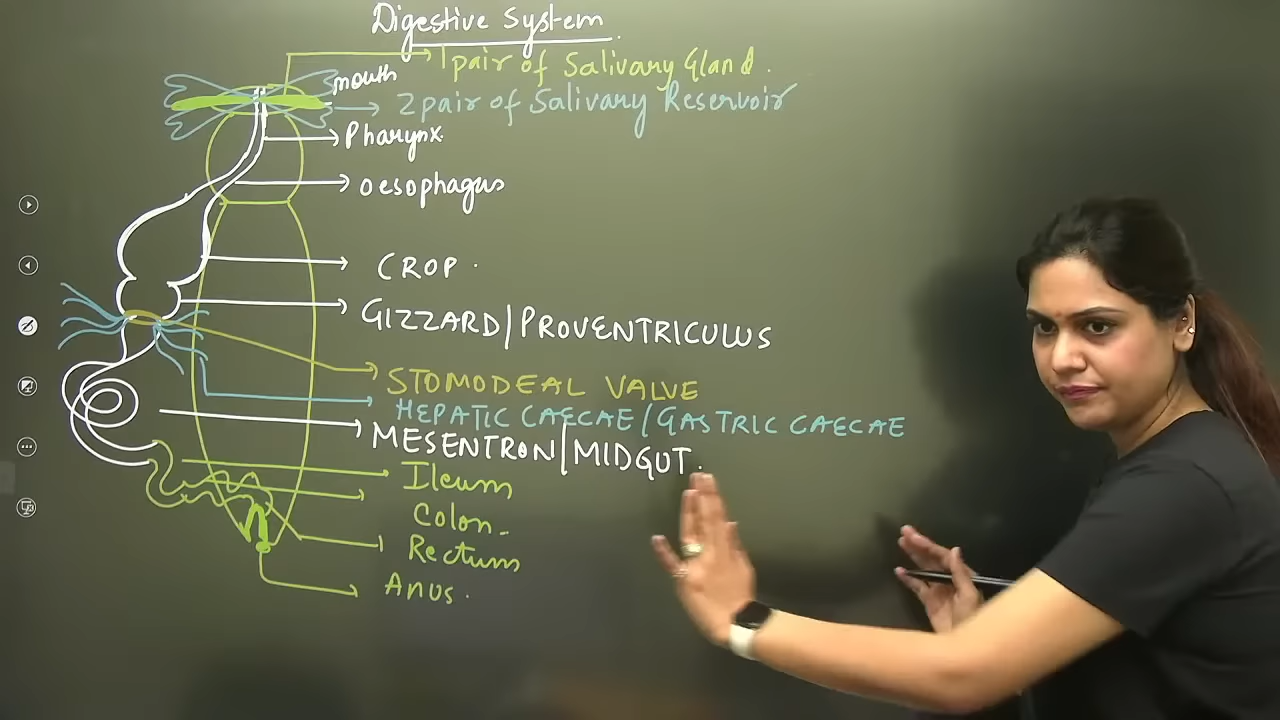 Digestive System
1 pair of Salivary Gland.
mouth
2 pair of Salivary Reservoir
Pharynx.
oesophagus
CROP.
GIZZARD/PROVENTRICULUS
STOMODEAL VALVE
HEPATIC CAECAE/GASTRIC CAECAE
MESENTRON/MIDGUT.
Ileum
Colon.
Rectum
Anus.